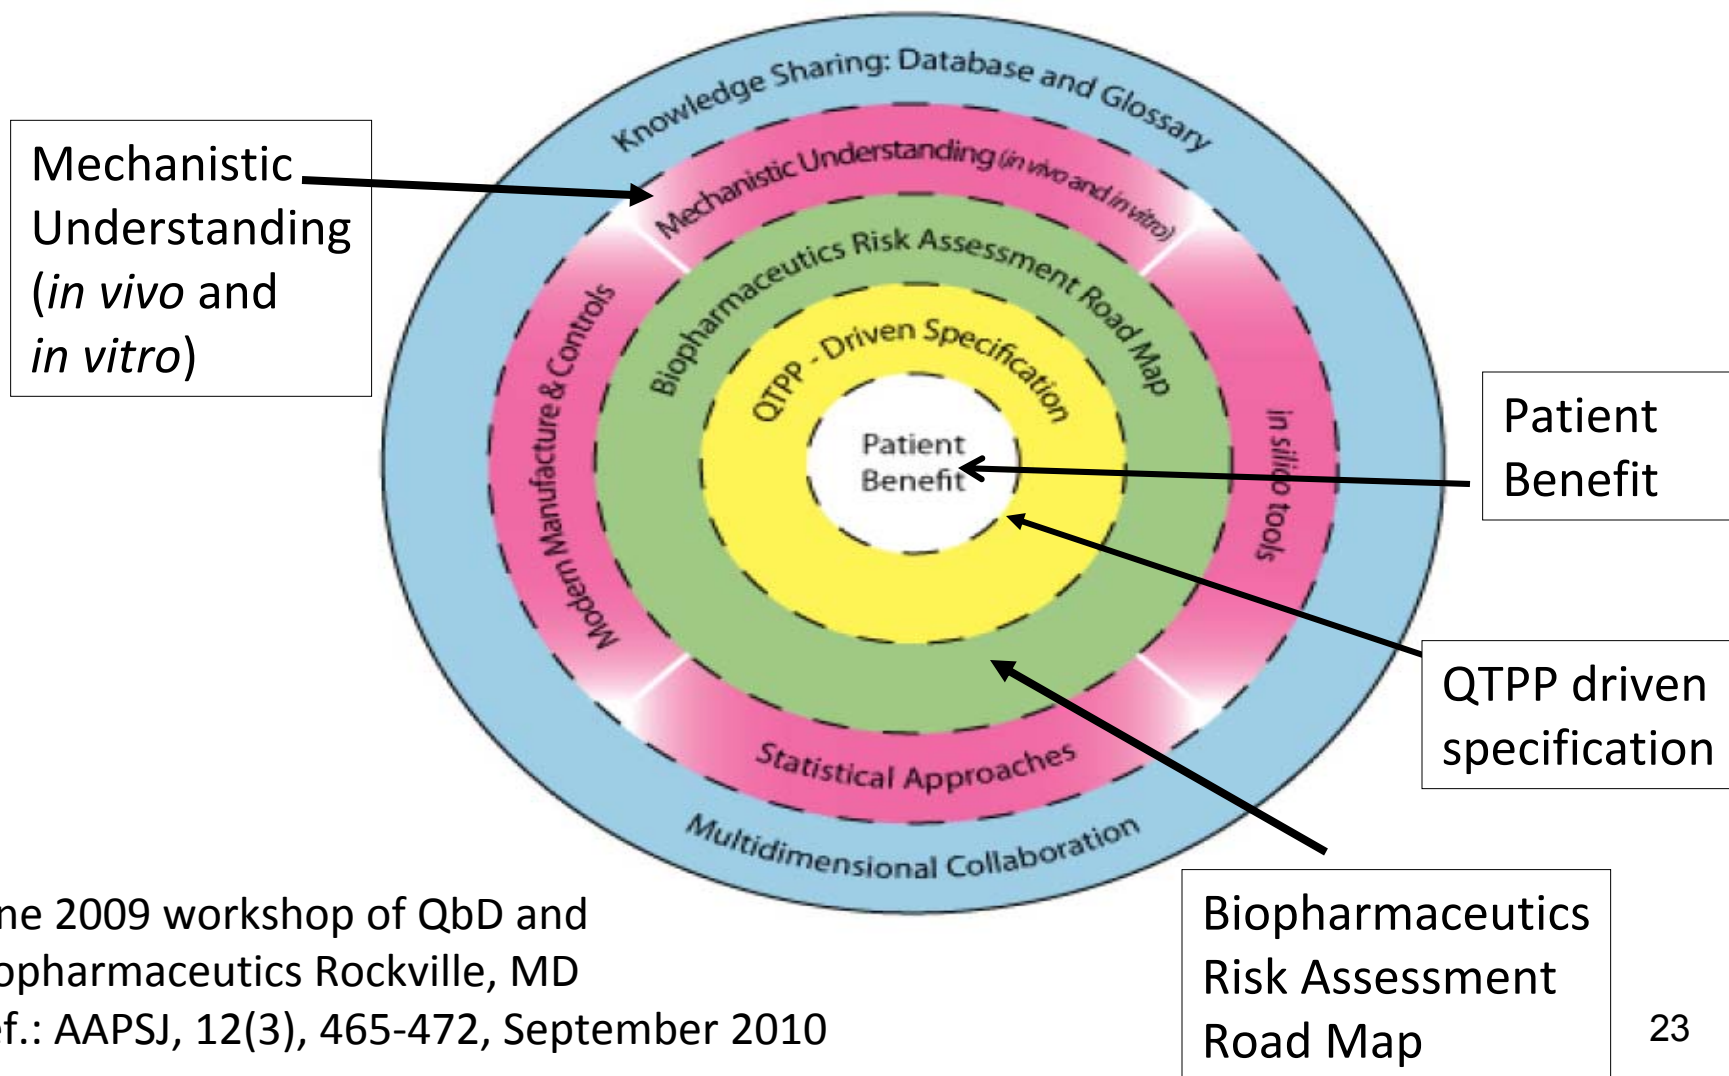 Knowledge Sharing: Database and Glossary
Mechanistic Understanding (in vivo and in vitro)
Biopharmaceutics Risk Assessment Road Map
QTPP - Driven Specification
Patient
Benefit
Modern Manufacture & Controls
in silico tools
Statistical Approaches
Multidimensional Collaboration
Mechanistic
Understanding
(in vivo and
in vitro)
Patient
Benefit
QTPP driven
specification
Biopharmaceutics
Risk Assessment
Road Map
ne 2009 workshop of QbD and
opharmaceutics Rockville, MD
ef.: AAPSJ, 12(3), 465-472, September 2010
23